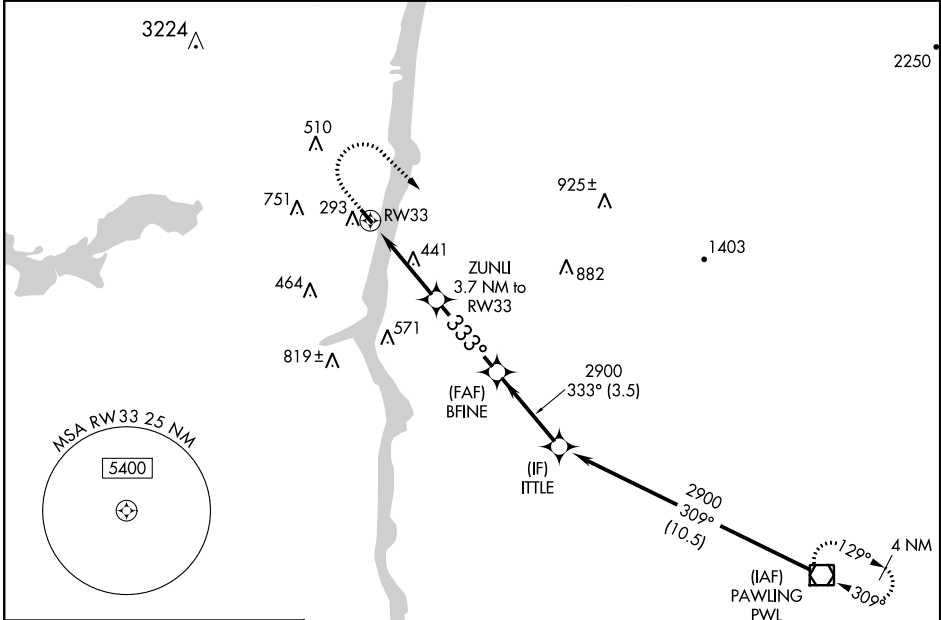 3224
2250
510
925±
751
293
RW33
1403
441
ZUNLI
3.7 NM to
RW33
882
464
571
333°
819±
2900
333° (3.5)
(FAF)
BFINE
MSA RW33 25 NM
5400
(IF)
ITTLE
2900
309°
(10.5)
129°
4 NM
309°
(IAF)
PAWLING
PWL